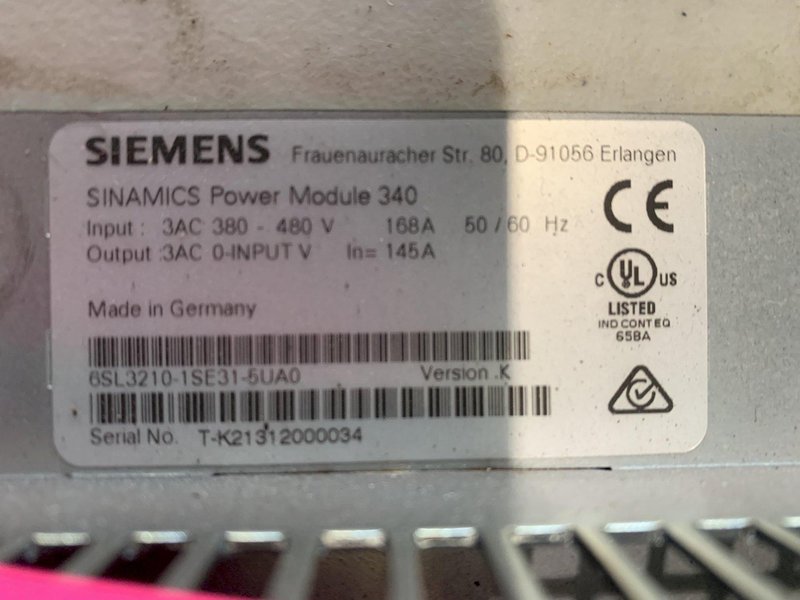 SIEMENS Frauenauracher Str. 80, D-91056 Erlangen
SINAMICS Power Module 340
Input : 3AC 380 - 480 V 168A 50 / 60 Hz
Output :3AC 0-INPUT V In= 145A
CE
C UL US
LISTED
IND CONT EQ
65BA
Made in Germany
6SL3210-1SE31-5UA0 Version .K
Serial No. T-K21312000034